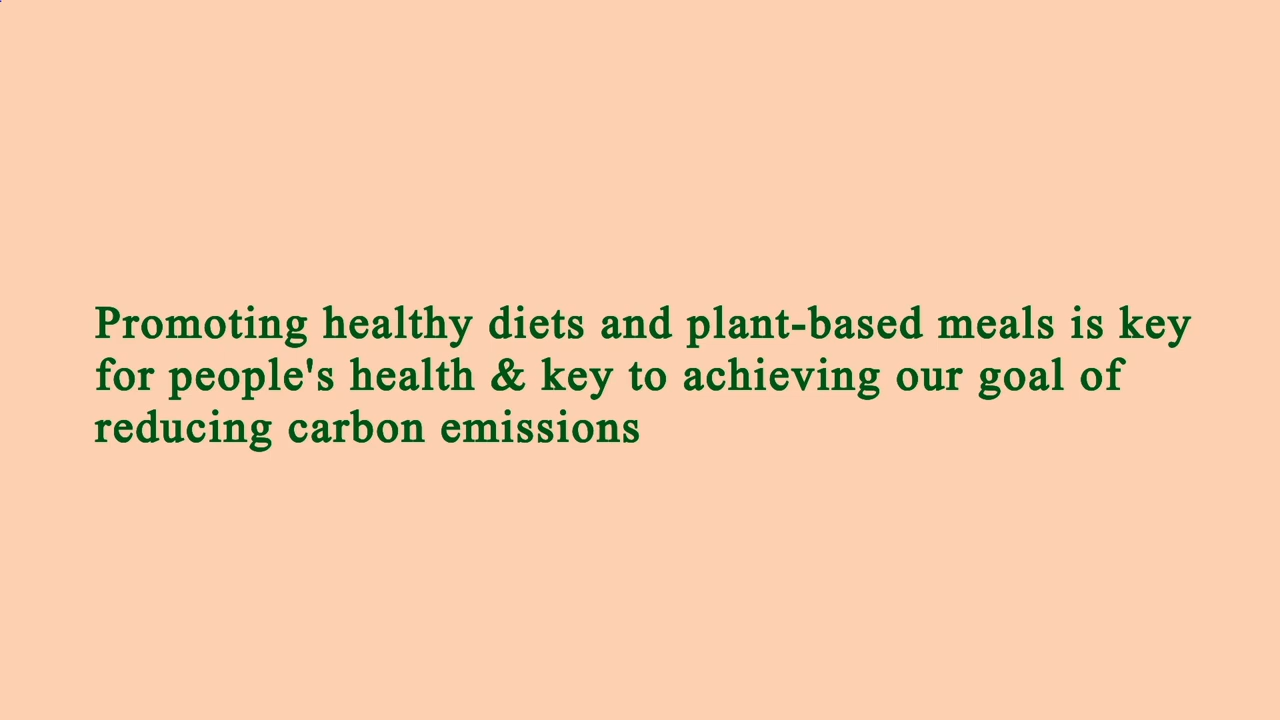 Promoting healthy diets and plant-based meals is key
for people's health & key to achieving our goal of
reducing carbon emissions